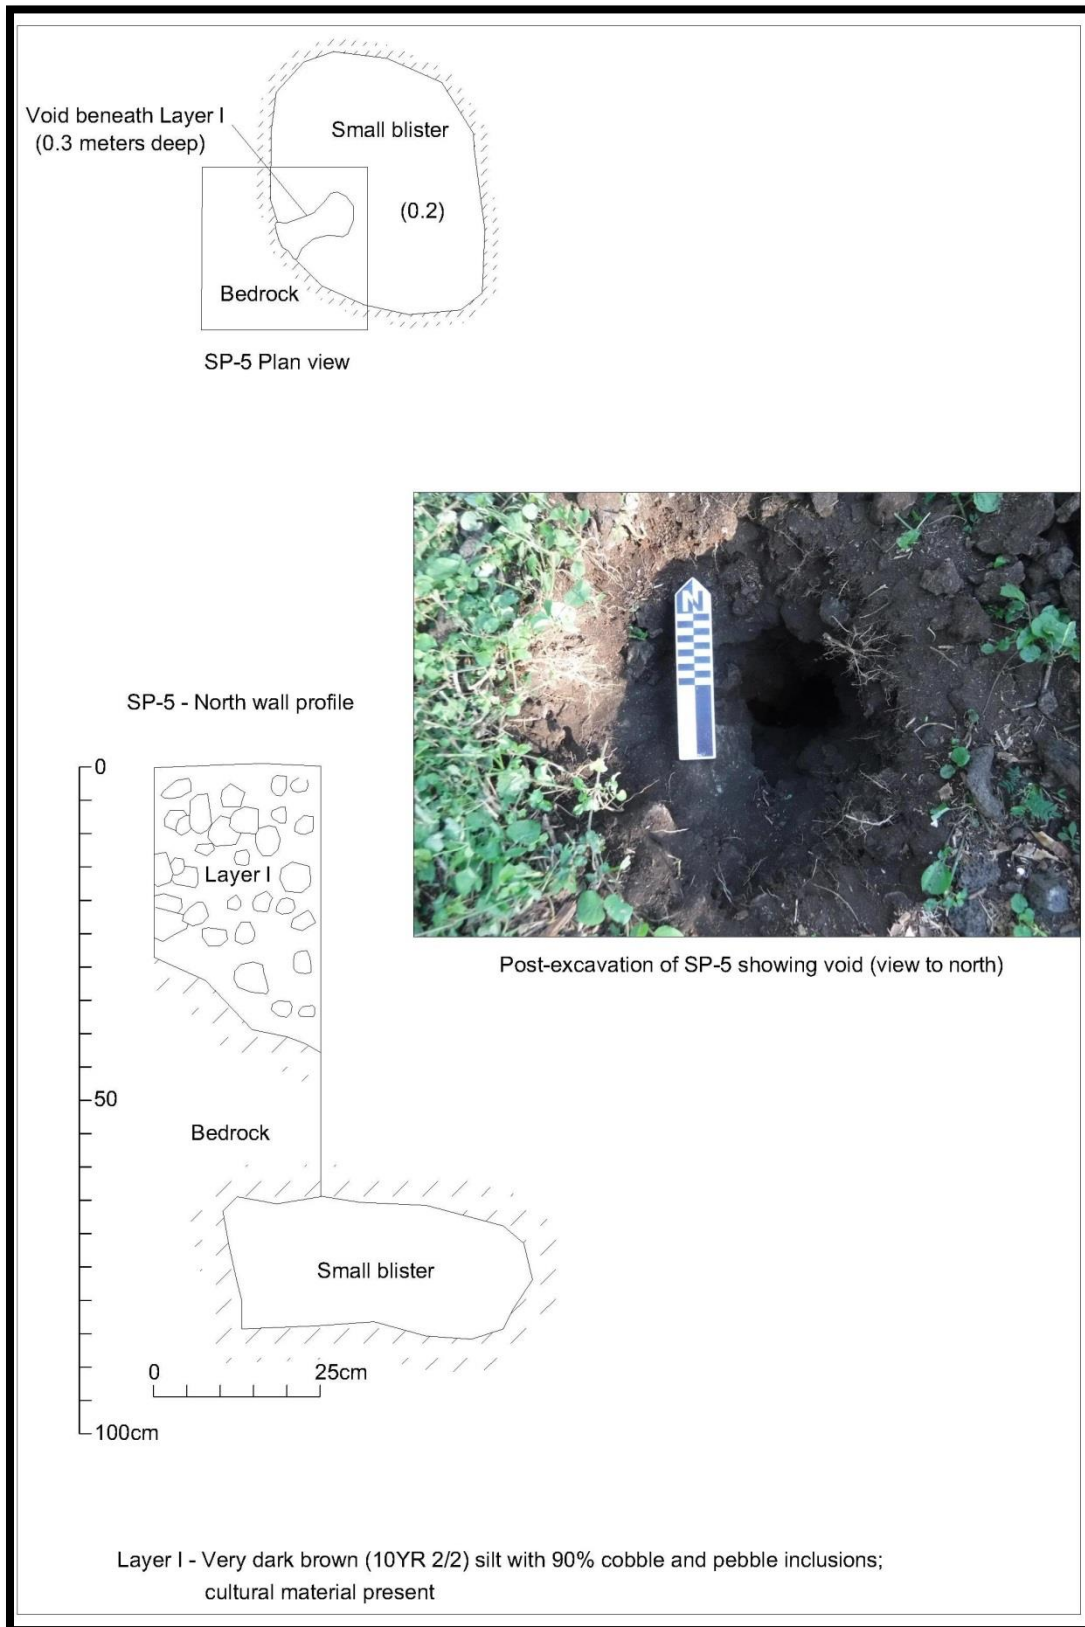 Void beneath Layer I
(0.3 meters deep)
Small blister
(0.2)
Bedrock
SP-5 Plan view
N
Post-excavation of SP-5 showing void (view to north)
SP-5 - North wall profile
0
Layer I
50
Bedrock
Small blister
0 25cm
100cm
Layer I - Very dark brown (10YR 2/2) silt with 90% cobble and pebble inclusions;
cultural material present